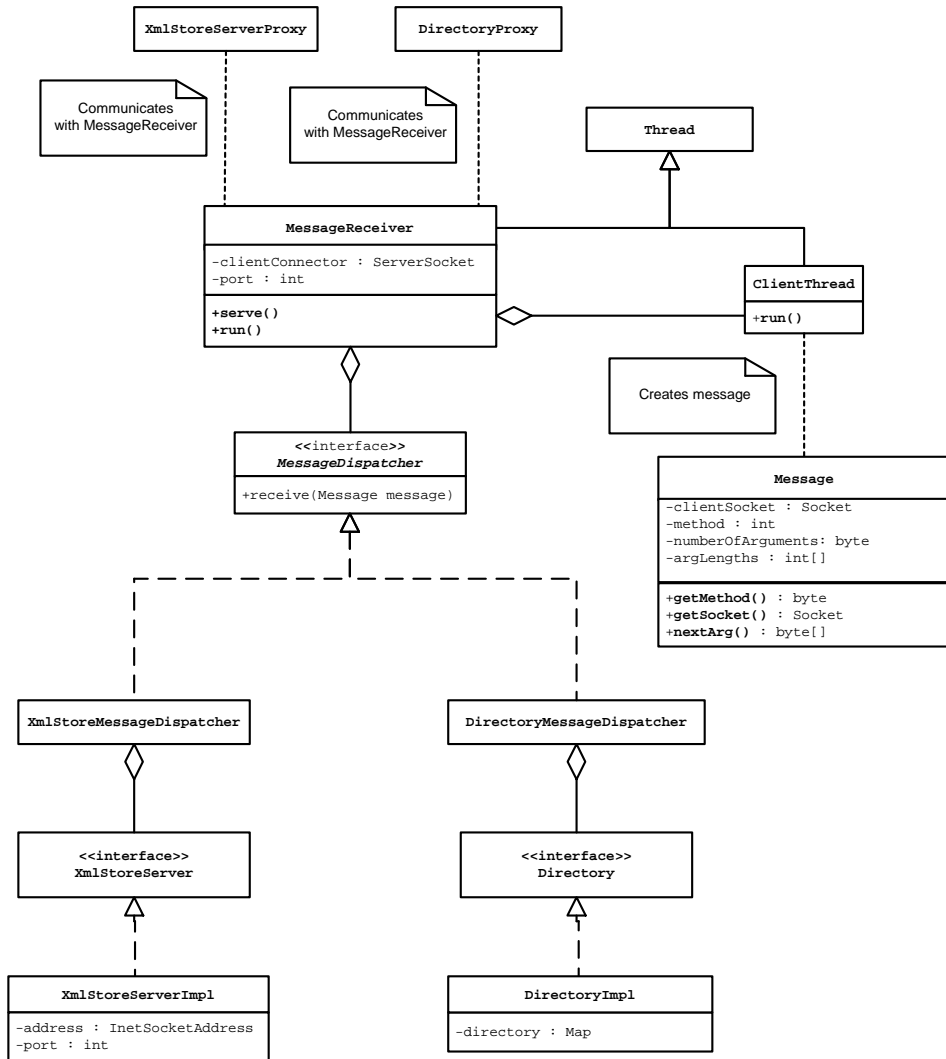 XmlStoreServerProxy
DirectoryProxy
Communicates
with MessageReceiver
Communicates
with MessageReceiver
Thread
MessageReceiver
-clientConnector : ServerSocket
-port : int
+serve()
+run()
ClientThread
+run()
Creates message
<<interface>>
MessageDispatcher
+receive(Message message)
Message
-clientSocket : Socket
-method : int
-numberOfArguments: byte
-argLengths : int[]
+getMethod() : byte
+getSocket() : Socket
+nextArg() : byte[]
XmlStoreMessageDispatcher
DirectoryMessageDispatcher
<<interface>>
XmlStoreServer
<<interface>>
Directory
XmlStoreServerImpl
-address : InetSocketAddress
-port : int
DirectoryImpl
-directory : Map